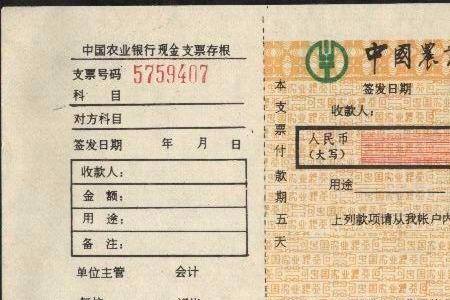 中国农业银行现金支票存根
支票号码 5759407
科 目
对方科目
签发日期 年 月 日
收款人：
金 额：
用 途：
备 注：
单位主管 会计
本支票付款期五天
中國農
签发日期
收款人：
人民币
（大写）
用途
上列款项请从我帐户内